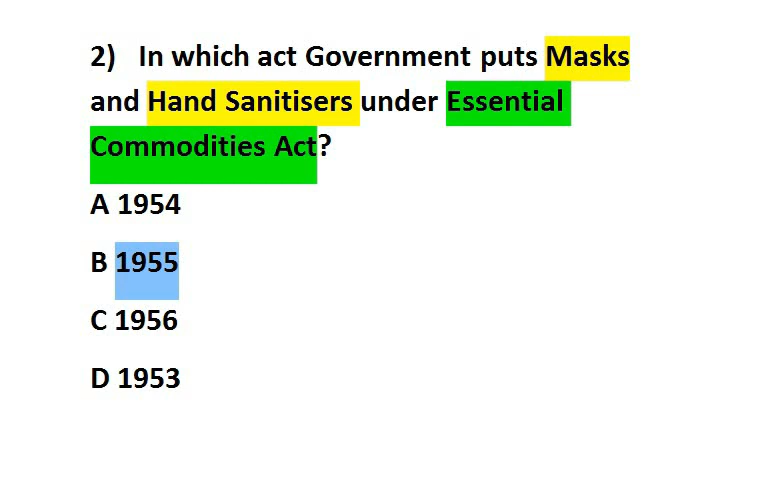 2) In which act Government puts Masks
and Hand Sanitisers under Essential
Commodities Act?
A 1954
B 1955
C 1956
D 1953